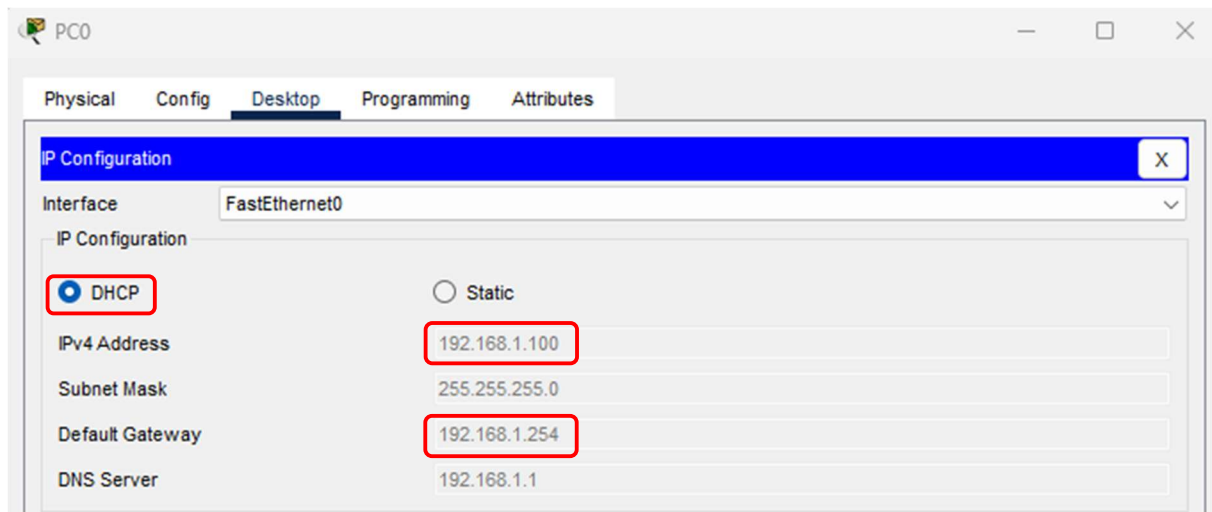 PC0
Physical Config Desktop Programming Attributes
IP Configuration X
Interface FastEthernet0
IP Configuration
DHCP Static
IPv4 Address 192.168.1.100
Subnet Mask 255.255.255.0
Default Gateway 192.168.1.254
DNS Server 192.168.1.1